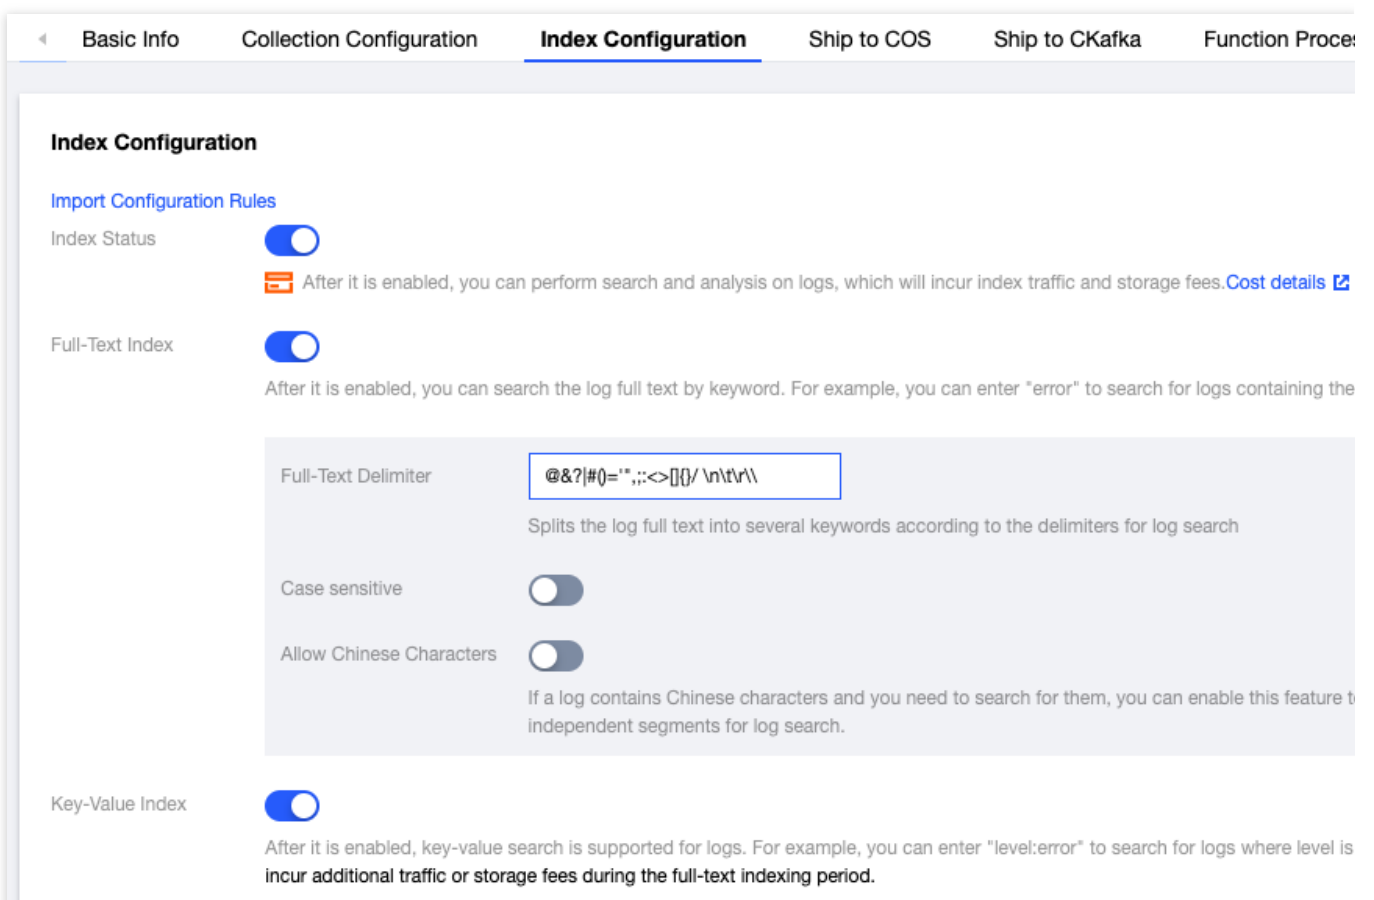 Basic Info Collection Configuration Index Configuration Ship to COS Ship to CKafka Function
Index Configuration
Import Configuration Rules
Index Status
After it is enabled, you can perform search and analysis on logs, which will incur index traffic and storage fees.Cost details
Full-Text Index
After it is enabled, you can search the log full text by keyword. For example, you can enter "error" to search for logs containing the
Full-Text Delimiter @&?|#()='",;:<>[]{}/ \n\t\r\\
Splits the log full text into several keywords according to the delimiters for log search
Case sensitive
Allow Chinese Characters
If a log contains Chinese characters and you need to search for them, you can enable this feature
independent segments for log search.
Key-Value Index
After it is enabled, key-value search is supported for logs. For example, you can enter "level:error" to search for logs where level is
incur additional traffic or storage fees during the full-text indexing period.